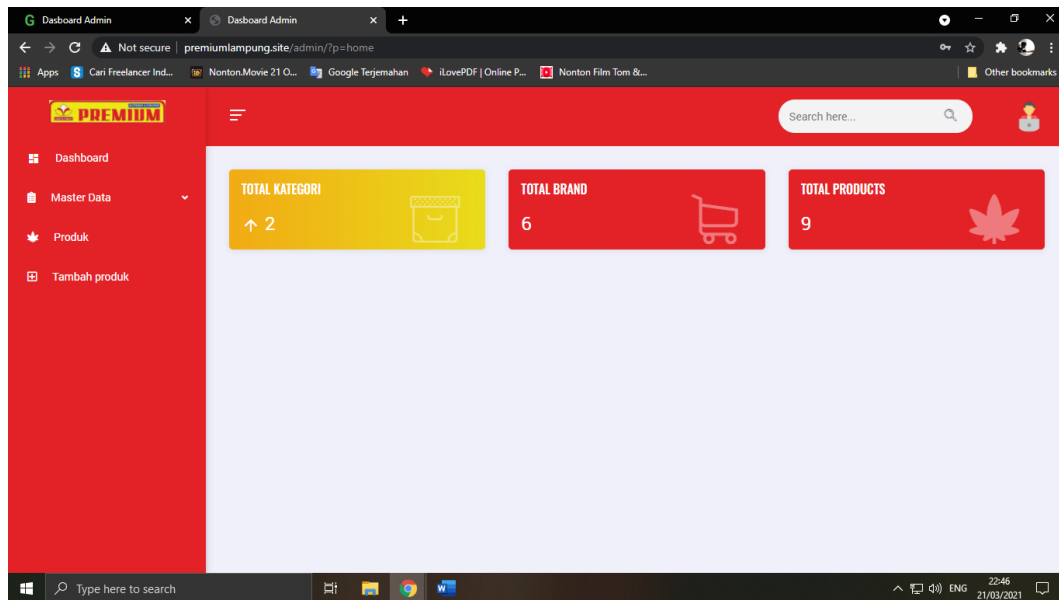 Dasboard Admin
Dasboard Admin
Not secure | premiumlampung.site/admin/?p=home
Apps
Cari Freelancer Ind...
Nonton.Movie 21 O...
Google Terjemahan
iLovePDF | Online P...
Nonton Film Tom &...
Other bookmarks
PREMIUM
Search here...
Dashboard
Master Data
Produk
Tambah produk
TOTAL KATEGORI
2
TOTAL BRAND
6
TOTAL PRODUCTS
9
Type here to search
ENG
22:46
21/03/2021